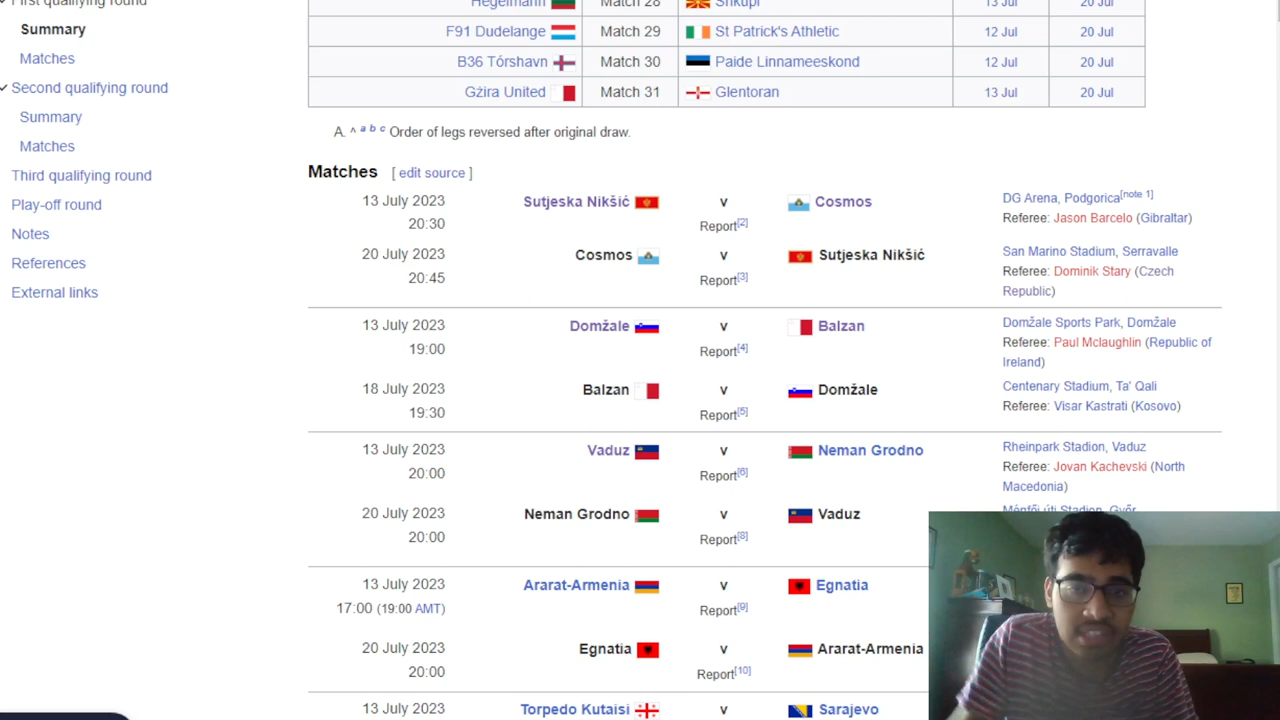 First qualifying round
Summary
Matches
Second qualifying round
Summary
Matches
Third qualifying round
Play-off round
Notes
References
External links
Hegelmann Match 28 Shkupi 13 Jul 20 Jul
F91 Dudelange Match 29 St Patrick's Athletic 12 Jul 20 Jul
B36 Tórshavn Match 30 Paide Linnameeskond 12 Jul 20 Jul
Gżira United Match 31 Glentoran 13 Jul 20 Jul
A. ^ a b c Order of legs reversed after original draw.
Matches [ edit source ]
13 July 2023 Sutjeska Nikšić v Cosmos DG Arena, Podgorica[note 1]
20:30 Report[2] Referee: Jason Barcelo (Gibraltar)
20 July 2023 Cosmos v Sutjeska Nikšić San Marino Stadium, Serravalle
20:45 Report[3] Referee: Dominik Stary (Czech
Republic)
13 July 2023 Domžale v Balzan Domžale Sports Park, Domžale
19:00 Report[4] Referee: Paul Mclaughlin (Republic of
Ireland)
18 July 2023 Balzan v Domžale Centenary Stadium, Ta' Qali
19:30 Report[5] Referee: Visar Kastrati (Kosovo)
13 July 2023 Vaduz v Neman Grodno Rheinpark Stadion, Vaduz
20:00 Report[6] Referee: Jovan Kachevski (North
Macedonia)
20 July 2023 Neman Grodno v Vaduz Ménfői úti Stadion, Győr
20:00 Report[8]
13 July 2023 Ararat-Armenia v Egnatia
17:00 (19:00 AMT) Report[9]
20 July 2023 Egnatia v Ararat-Armenia
20:00 Report[10]
13 July 2023 Torpedo Kutaisi v Sarajevo